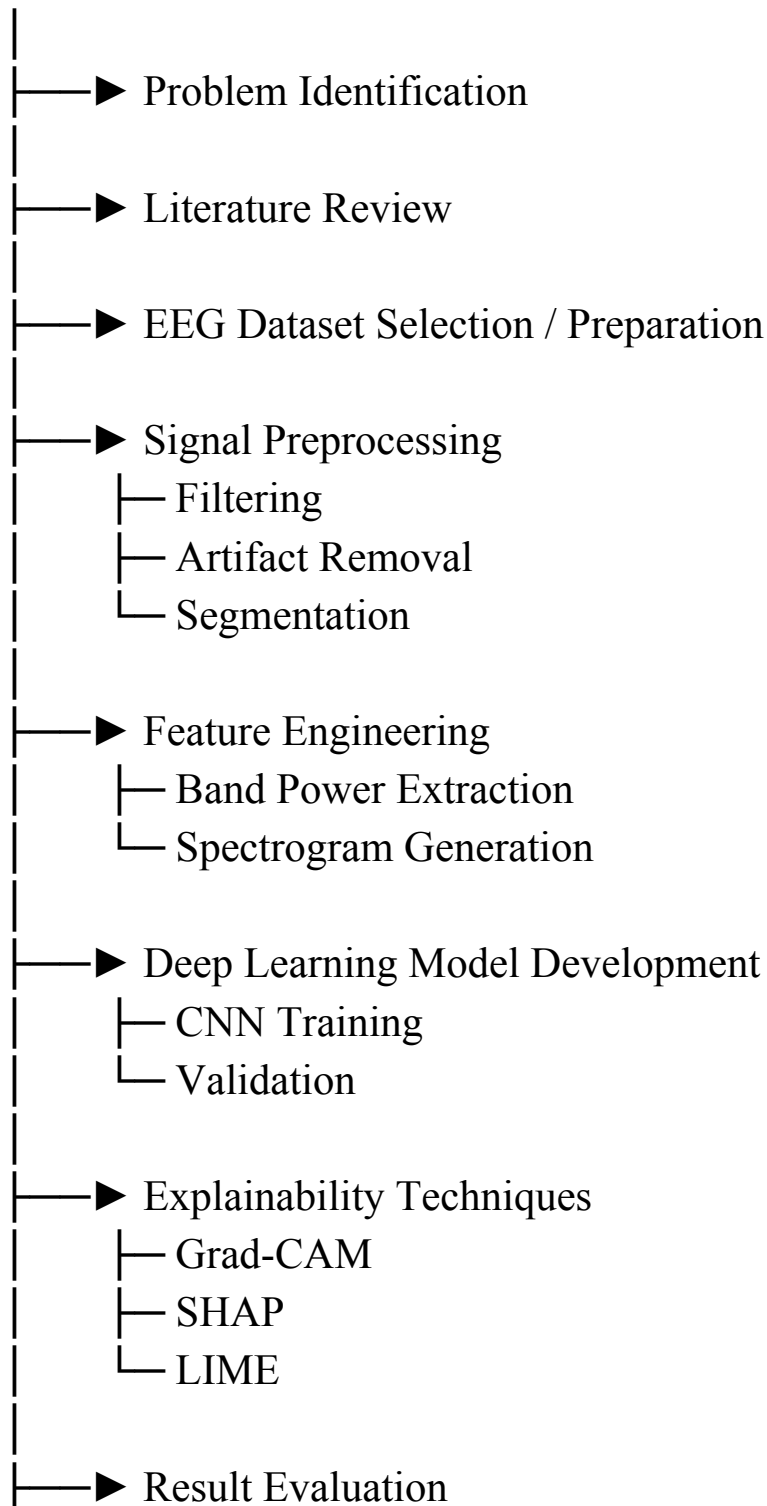 Problem Identification
Literature Review
EEG Dataset Selection / Preparation
Signal Preprocessing
Filtering
Artifact Removal
Segmentation
Feature Engineering
Band Power Extraction
Spectrogram Generation
Deep Learning Model Development
CNN Training
Validation
Explainability Techniques
Grad-CAM
SHAP
LIME
Result Evaluation